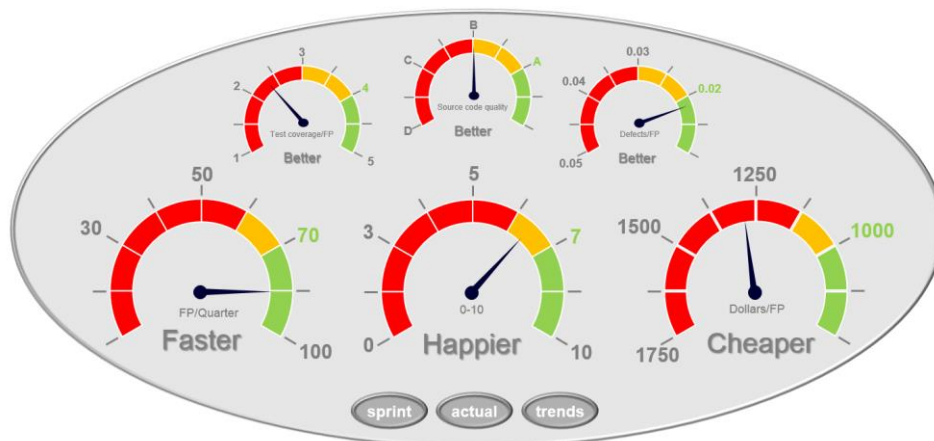 1
2
3
4
5
Test coverage/FP
Better
D
C
B
A
Source code quality
Better
0.05
0.04
0.03
0.02
Defects/FP
Better
30
50
70
100
FP/Quarter
Faster
0
3
5
7
10
0-10
Happier
1750
1500
1250
1000
Dollars/FP
Cheaper
sprint
actual
trends